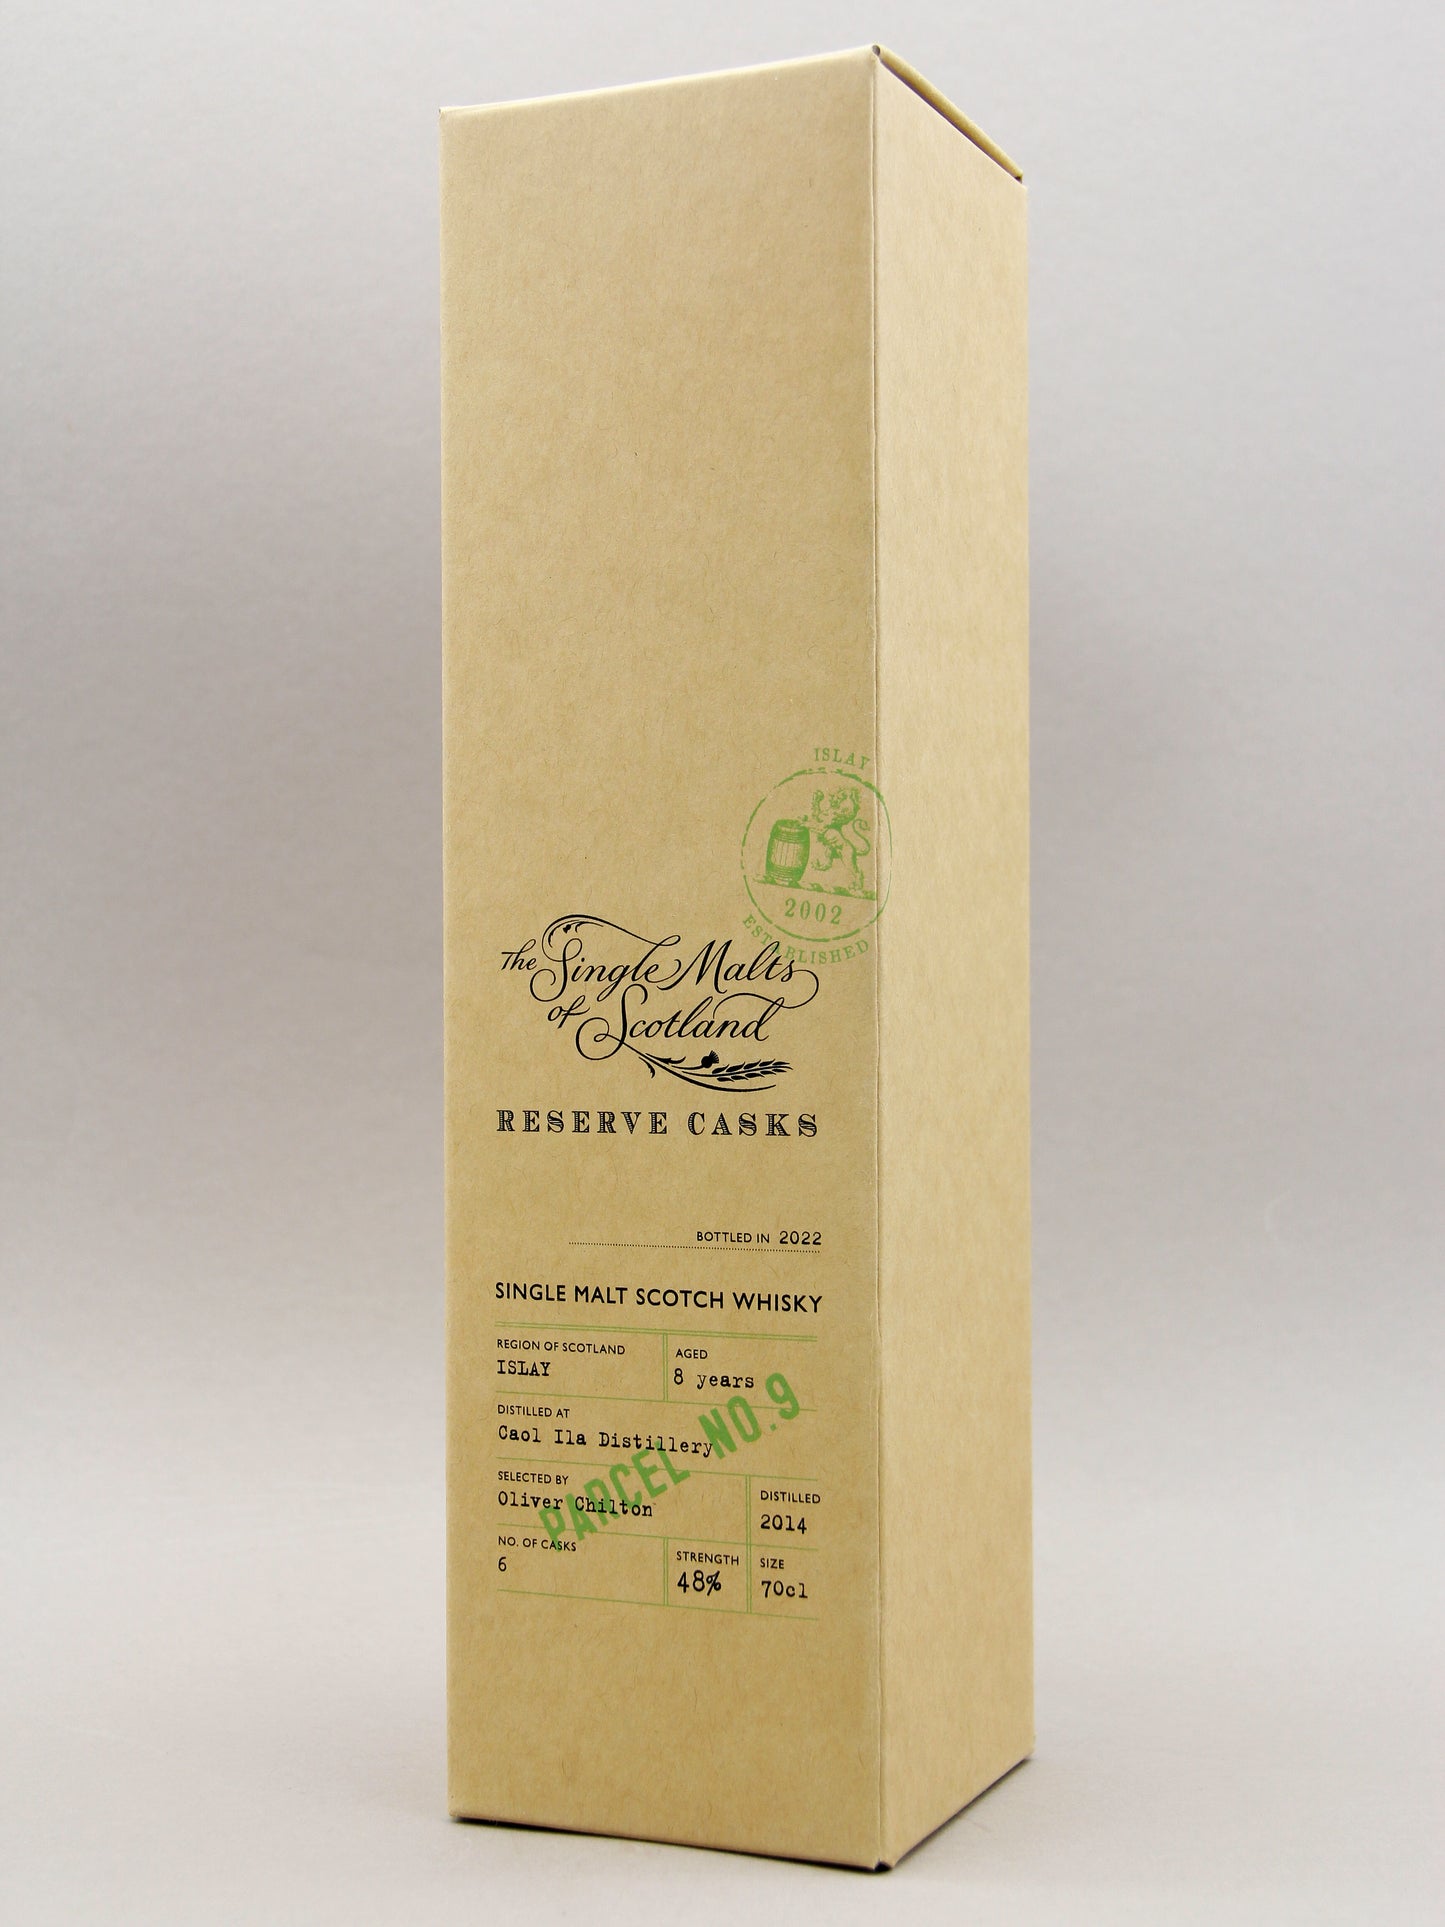 ISLAY
2002
ESTABLISHED
The Single Malts
of Scotland
RESERVE CASKS
BOTTLED IN 2022
SINGLE MALT SCOTCH WHISKY
REGION OF SCOTLAND
ISLAY
AGED
8 years
DISTILLED AT
Caol Ila Distillery
PARCEL NO.9
SELECTED BY
Oliver Chilton
DISTILLED
2014
NO. OF CASKS
6
STRENGTH
48%
SIZE
70cl